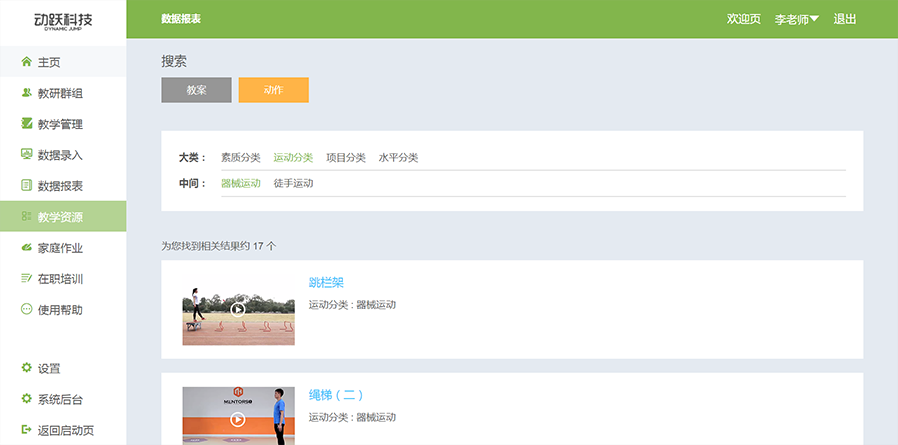 动跃科技
DYNAMIC JUMP
数据报表
欢迎页 李老师 退出
主页
教研群组
教学管理
数据录入
数据报表
教学资源
家庭作业
在职培训
使用帮助
设置
系统后台
返回启动页
搜索
教案 动作
大类： 素质分类 运动分类 项目分类 水平分类
中间： 器械运动 徒手运动
为您找到相关结果约 17 个
跳栏架
运动分类 : 器械运动
绳梯（二）
运动分类 : 器械运动